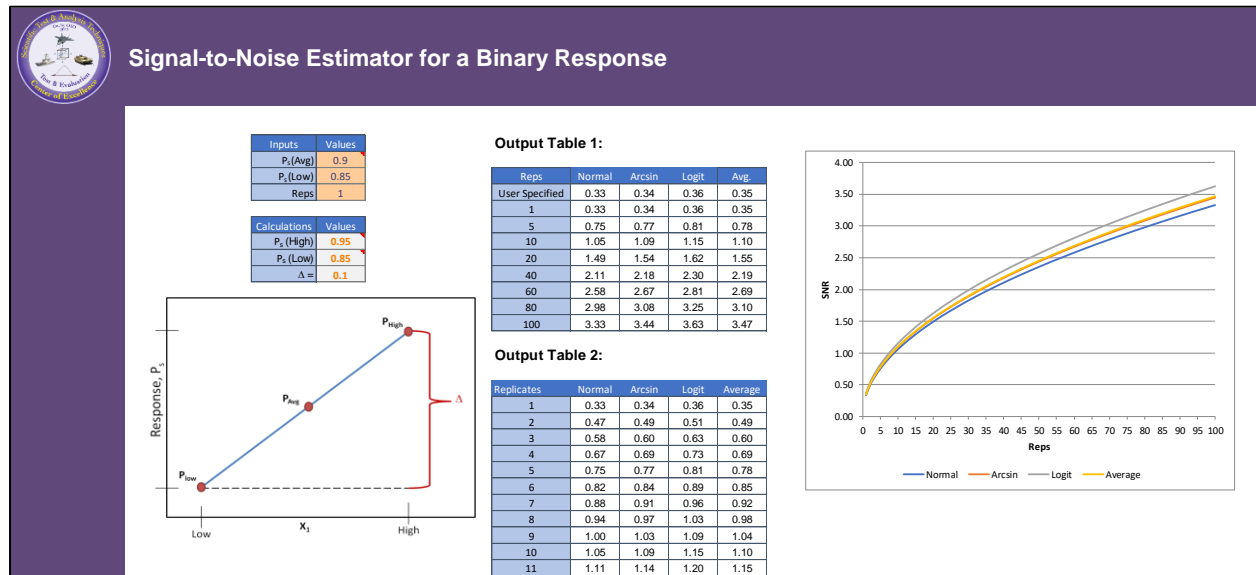 Scientific Test & Analysis Techniques
Test & Evaluation
Center of Excellence
Signal-to-Noise Estimator for a Binary Response
Inputs Values
Ps(Avg) 0.9
Ps(Low) 0.85
Reps 1
Calculations Values
Ps (High) 0.95
Ps (Low) 0.85
Δ = 0.1
Response, Ps
PHigh
PAvg
Plow
Δ
Low
X1
High
Output Table 1:
Reps Normal Arcsin Logit Avg.
User Specified 0.33 0.34 0.36 0.35
1 0.33 0.34 0.36 0.35
5 0.75 0.77 0.81 0.78
10 1.05 1.09 1.15 1.10
20 1.49 1.54 1.62 1.55
40 2.11 2.18 2.30 2.19
60 2.58 2.67 2.81 2.69
80 2.98 3.08 3.25 3.10
100 3.33 3.44 3.63 3.47
Output Table 2:
Replicates Normal Arcsin Logit Average
1 0.33 0.34 0.36 0.35
2 0.47 0.49 0.51 0.49
3 0.58 0.60 0.63 0.60
4 0.67 0.69 0.73 0.69
5 0.75 0.77 0.81 0.78
6 0.82 0.84 0.89 0.85
7 0.88 0.91 0.96 0.92
8 0.94 0.97 1.03 0.98
9 1.00 1.03 1.09 1.04
10 1.05 1.09 1.15 1.10
11 1.11 1.14 1.20 1.15
4.00
3.50
3.00
2.50
2.00
1.50
1.00
0.50
0.00
SNR
0 5 10 15 20 25 30 35 40 45 50 55 60 65 70 75 80 85 90 95 100
Reps
Normal Arcsin Logit Average